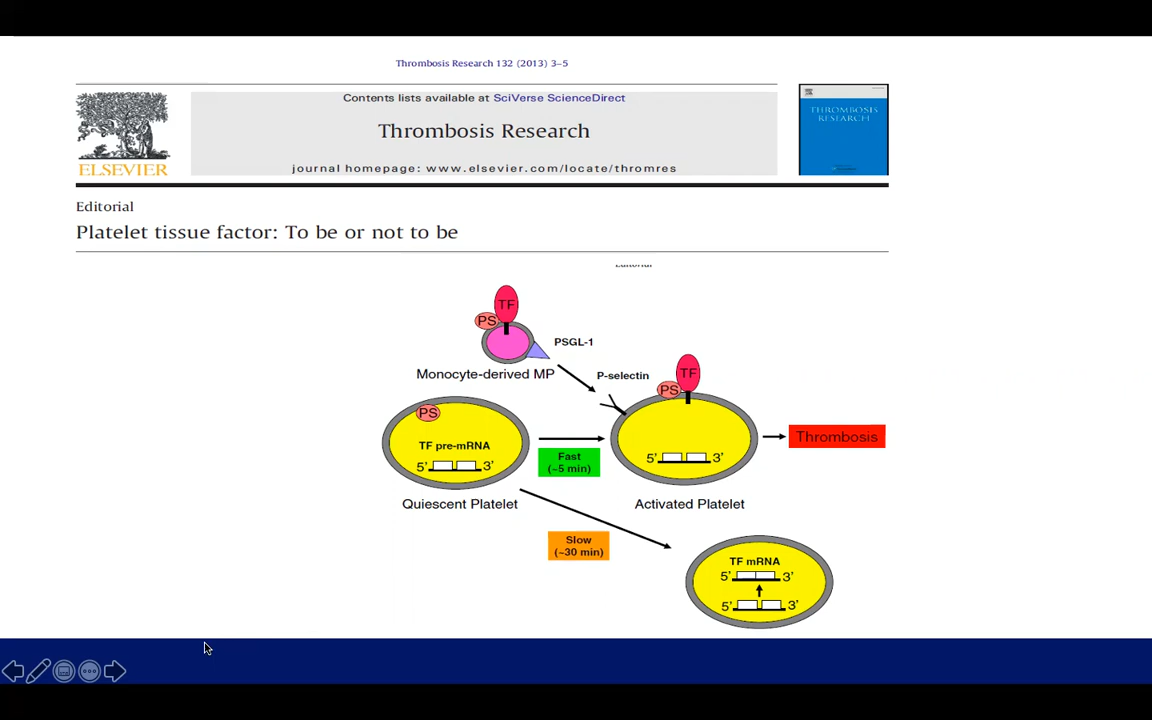 Thrombosis Research 132 (2013) 3–5
Contents lists available at SciVerse ScienceDirect
Thrombosis Research
journal homepage: www.elsevier.com/locate/thromres
ELSEVIER
THROMBOSIS
RESEARCH
Editorial
Platelet tissue factor: To be or not to be
TF
PS
PSGL-1
Monocyte-derived MP
P-selectin
TF
PS
PS
TF pre-mRNA
5’ 3’
Quiescent Platelet
Fast
(~5 min)
5’ 3’
Activated Platelet
Thrombosis
Slow
(~30 min)
TF mRNA
5’ 3’
5’ 3’